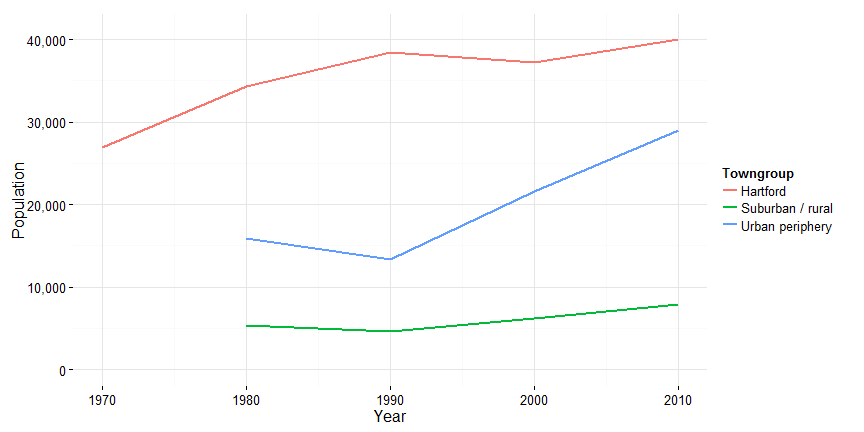 40,000
30,000
20,000
10,000
0
Population
1970 1980 1990 2000 2010
Year
Towngroup
Hartford
Suburban / rural
Urban periphery